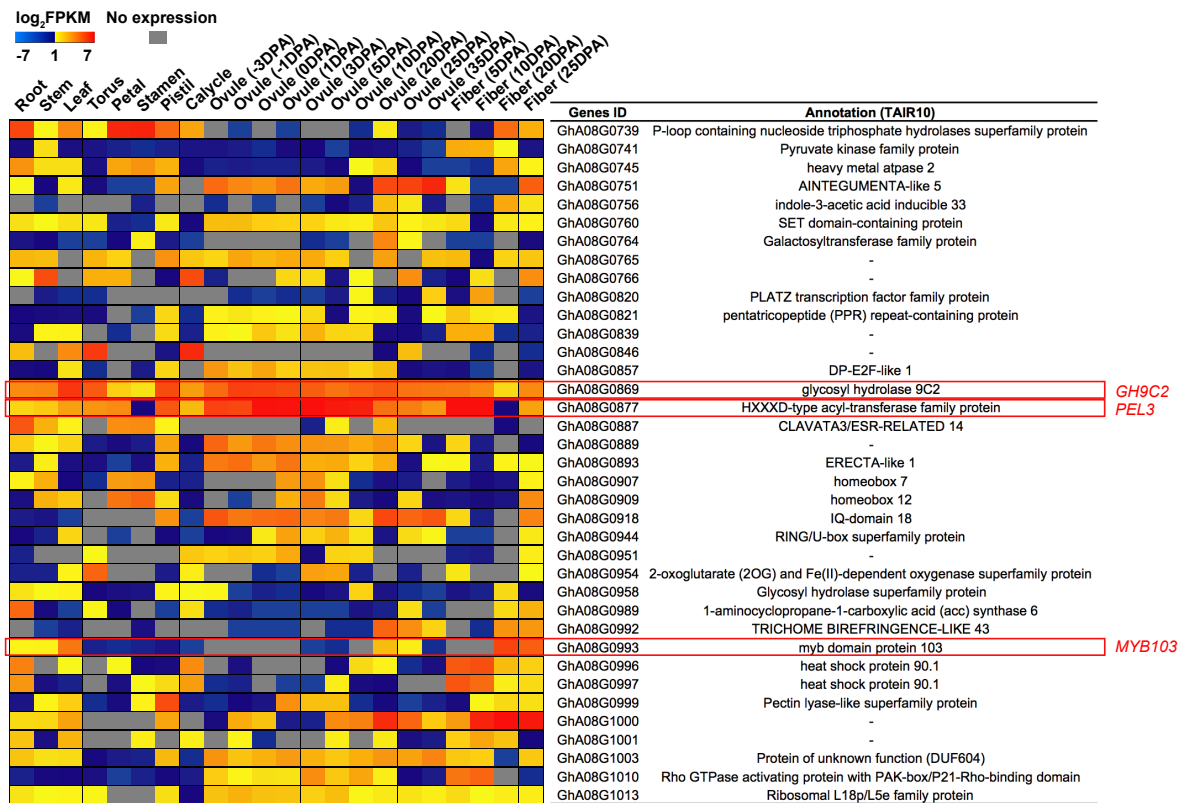 log2FPKM No expression
-7 1 7
Root
Stem
Leaf
Torus
Petal
Stamen
Pistil
Calycle
Ovule (-3DPA)
Ovule (-1DPA)
Ovule (0DPA)
Ovule (1DPA)
Ovule (3DPA)
Ovule (5DPA)
Ovule (10DPA)
Ovule (20DPA)
Ovule (25DPA)
Ovule (35DPA)
Fiber (5DPA)
Fiber (10DPA)
Fiber (20DPA)
Fiber (25DPA)
Genes ID Annotation (TAIR10)
GhA08G0739 P-loop containing nucleoside triphosphate hydrolases superfamily protein
GhA08G0741 Pyruvate kinase family protein
GhA08G0745 heavy metal atpase 2
GhA08G0751 AINTEGUMENTA-like 5
GhA08G0756 indole-3-acetic acid inducible 33
GhA08G0760 SET domain-containing protein
GhA08G0764 Galactosyltransferase family protein
GhA08G0765 -
GhA08G0766 -
GhA08G0820 PLATZ transcription factor family protein
GhA08G0821 pentatricopeptide (PPR) repeat-containing protein
GhA08G0839 -
GhA08G0846 -
GhA08G0857 DP-E2F-like 1
GhA08G0869 glycosyl hydrolase 9C2 GH9C2
GhA08G0877 HXXXD-type acyl-transferase family protein PEL3
GhA08G0887 CLAVATA3/ESR-RELATED 14
GhA08G0889 -
GhA08G0893 ERECTA-like 1
GhA08G0907 homeobox 7
GhA08G0909 homeobox 12
GhA08G0918 IQ-domain 18
GhA08G0944 RING/U-box superfamily protein
GhA08G0951 -
GhA08G0954 2-oxoglutarate (2OG) and Fe(II)-dependent oxygenase superfamily protein
GhA08G0958 Glycosyl hydrolase superfamily protein
GhA08G0989 1-aminocyclopropane-1-carboxylic acid (acc) synthase 6
GhA08G0992 TRICHOME BIREFRINGENCE-LIKE 43
GhA08G0993 myb domain protein 103 MYB103
GhA08G0996 heat shock protein 90.1
GhA08G0997 heat shock protein 90.1
GhA08G0999 Pectin lyase-like superfamily protein
GhA08G1000 -
GhA08G1001 -
GhA08G1003 Protein of unknown function (DUF604)
GhA08G1010 Rho GTPase activating protein with PAK-box/P21-Rho-binding domain
GhA08G1013 Ribosomal L18p/L5e family protein